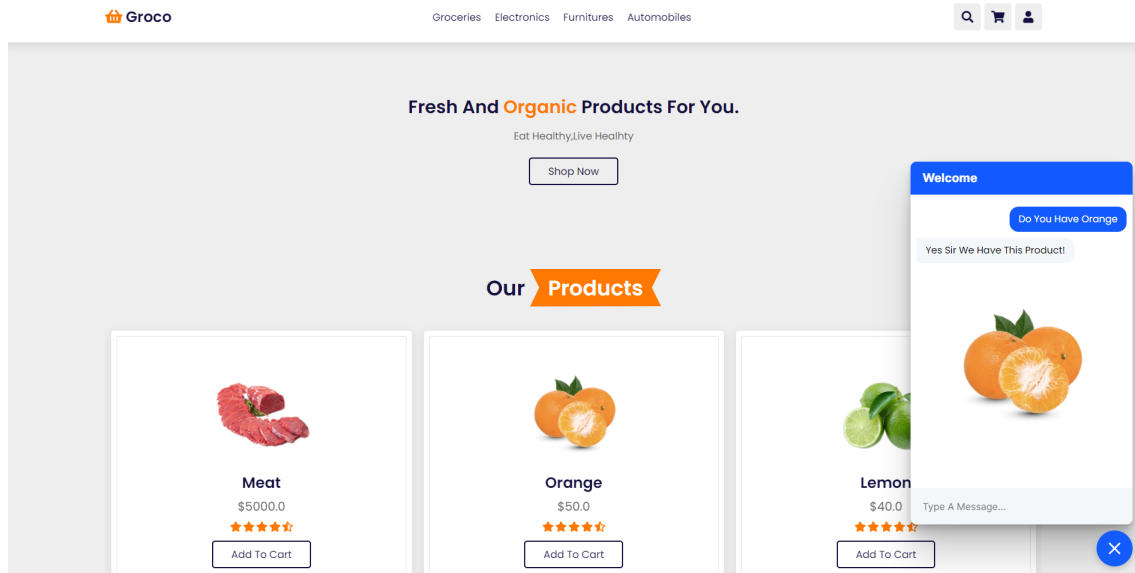 Groco
Groceries Electronics Furnitures Automobiles
Fresh And Organic Products For You.
Eat Healthy,Live Healhty
Shop Now
Welcome
Do You Have Orange
Yes Sir We Have This Product!
Our Products
Meat
$5000.0
Add To Cart
Orange
$50.0
Add To Cart
Lemon
$40.0
Add To Cart
Type A Message...